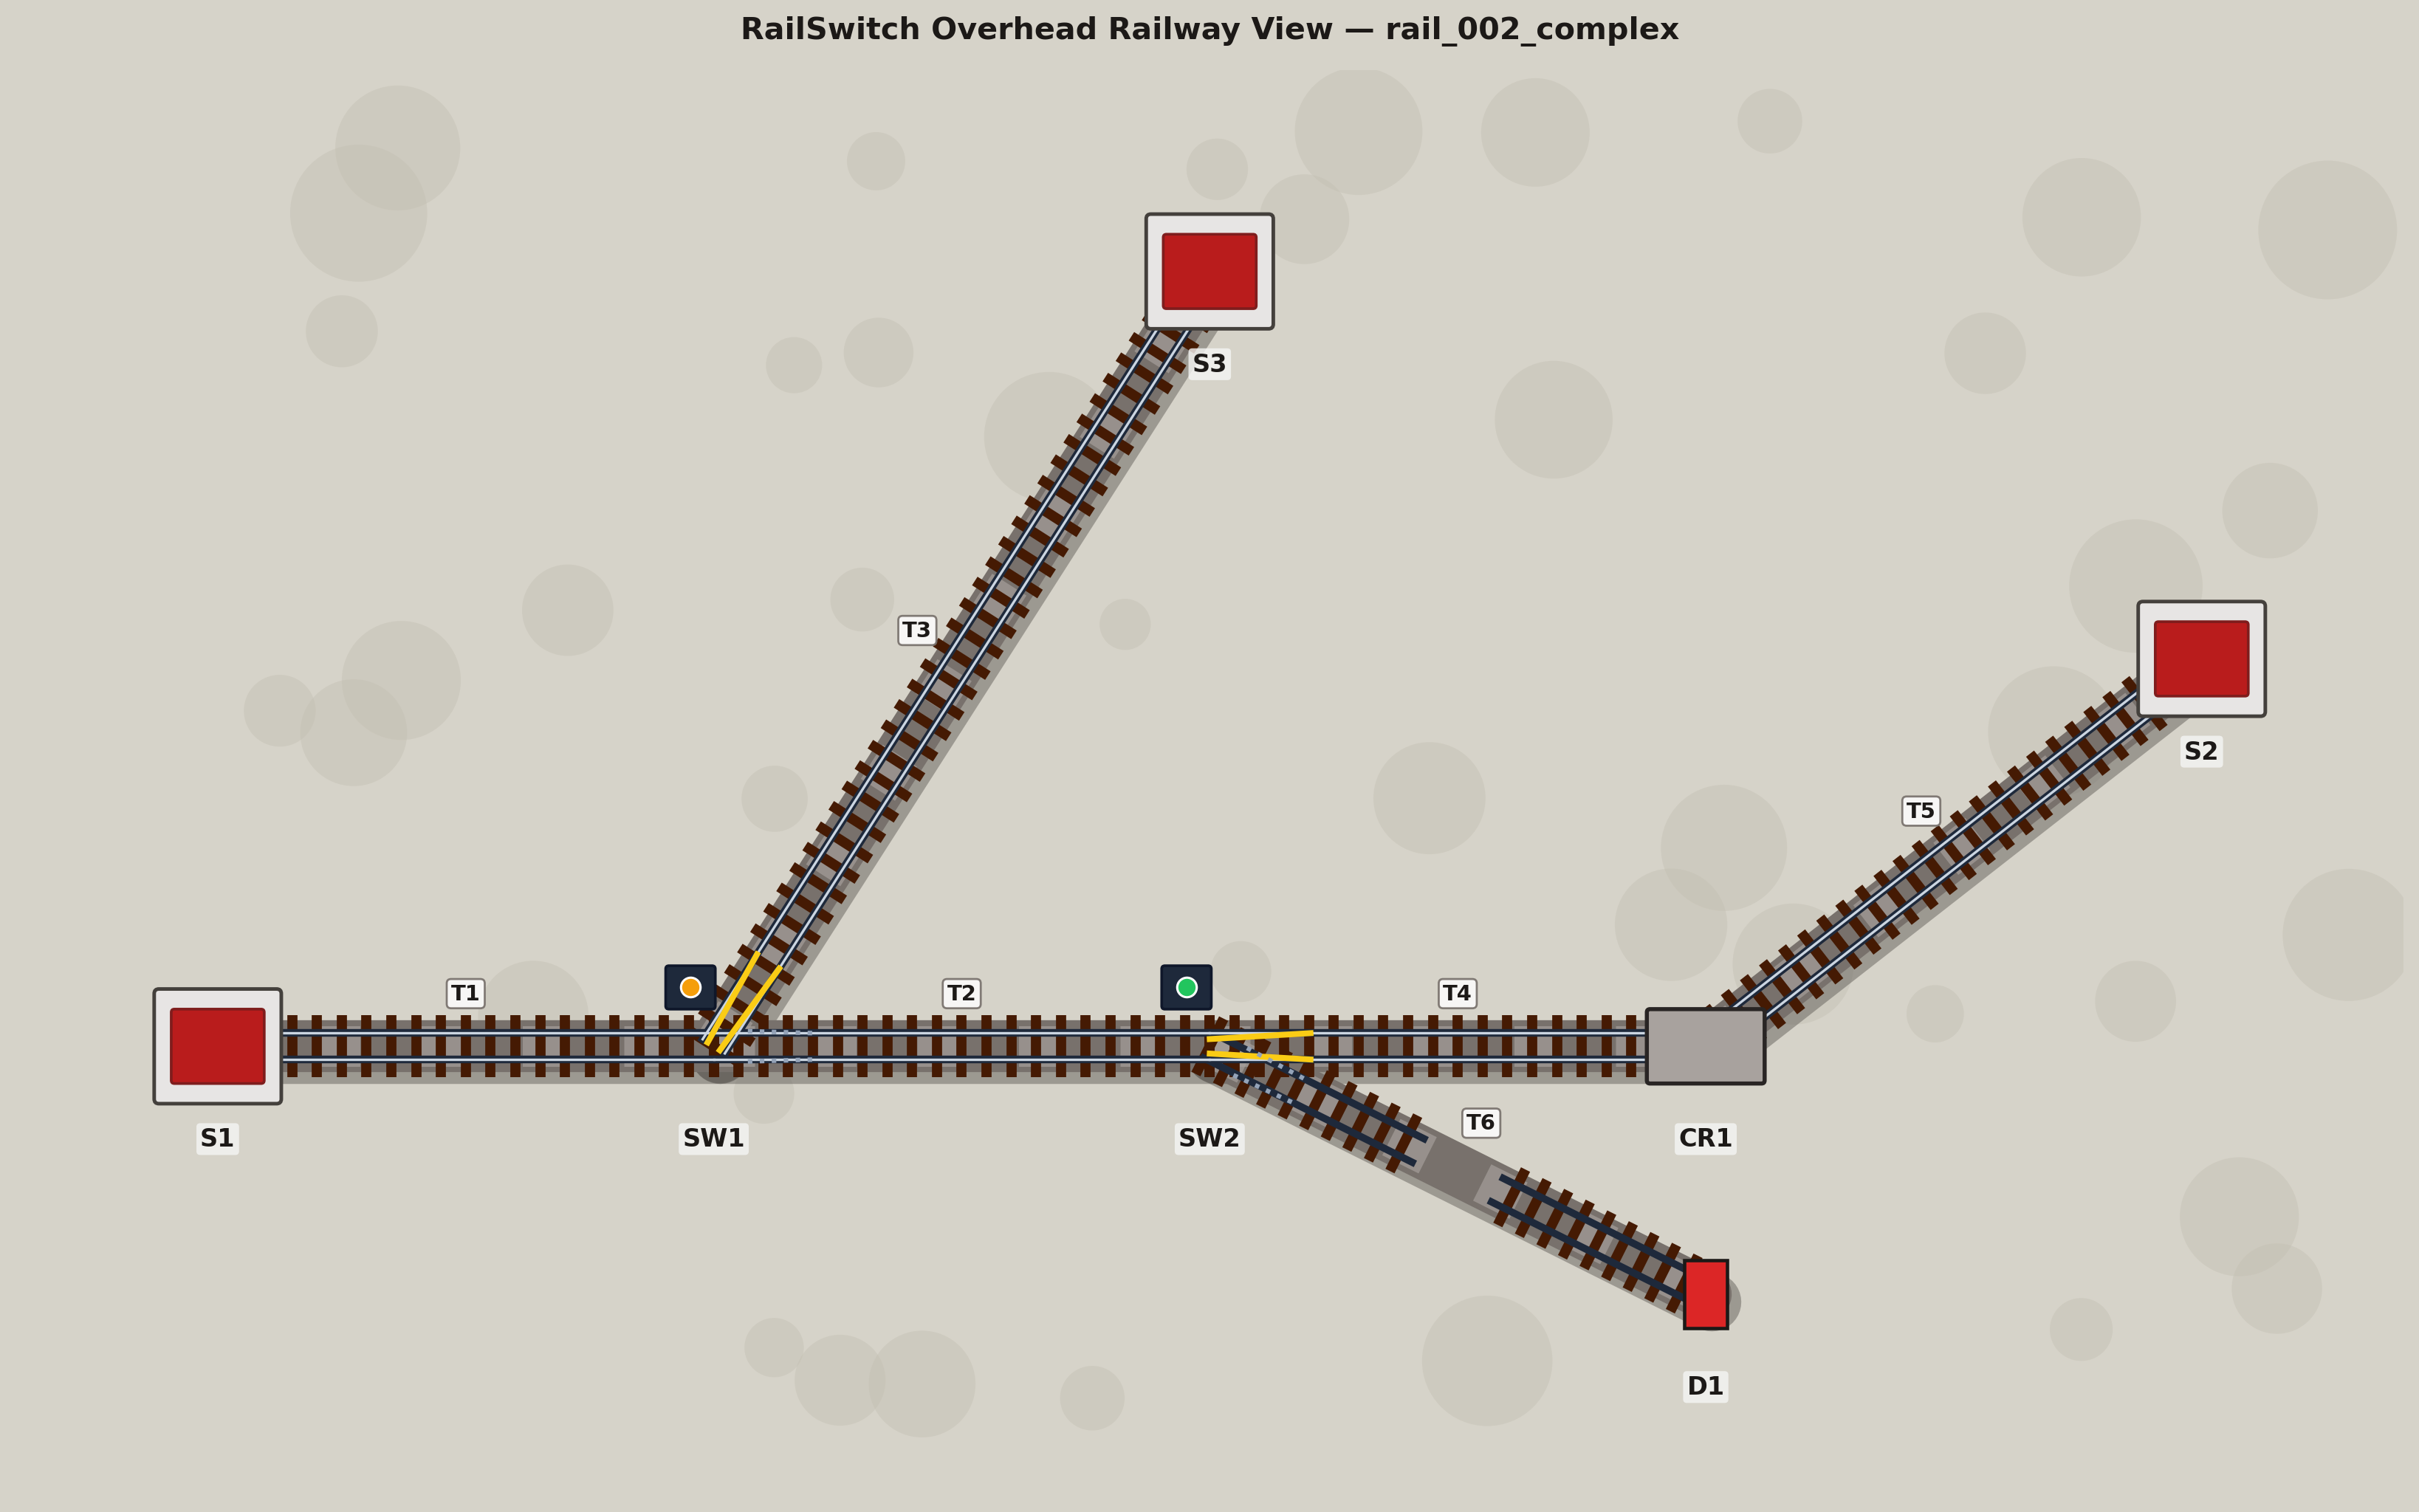 RailSwitch Overhead Railway View — rail_002_complex
S3
T3
S2
T5
T1
T2
T4
T6
S1
SW1
SW2
CR1
D1